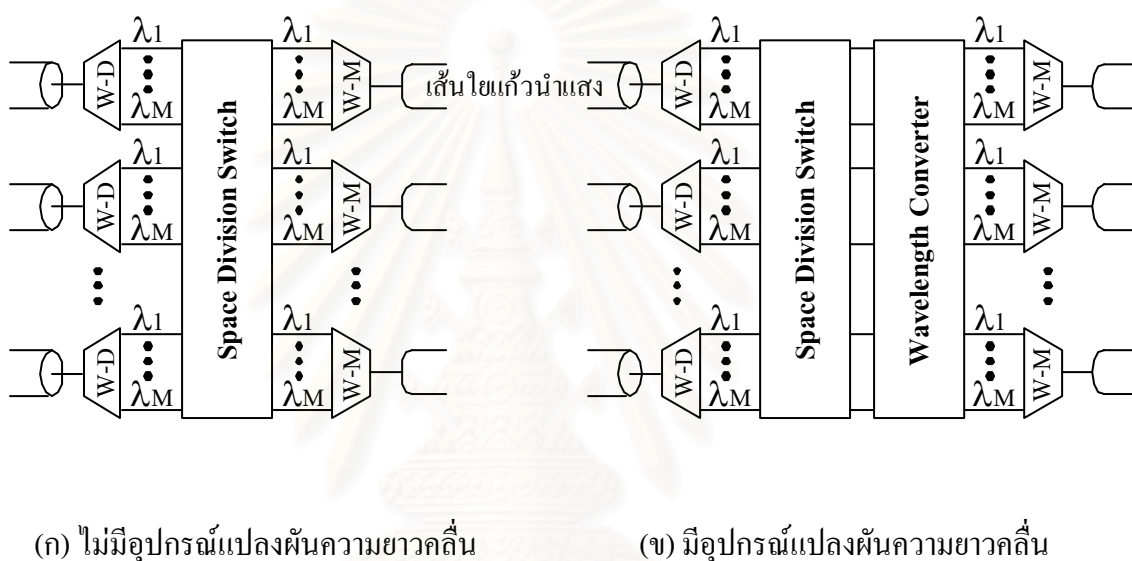 λ1 λ1 λ1 λ1
W-D W-M เส้นใยแก้วนำแสง W-D W-M
λM λM λM λM
λ1 λ1 λ1 λ1
W-D W-M W-D W-M
λM λM λM λM
λ1 λ1 λ1 λ1
W-D W-M W-D W-M
λM λM λM λM
Space Division Switch
Space Division Switch
Wavelength Converter
(ก) ไม่มีอุปกรณ์แปลงผันความยาวคลื่น
(ข) มีอุปกรณ์แปลงผันความยาวคลื่น